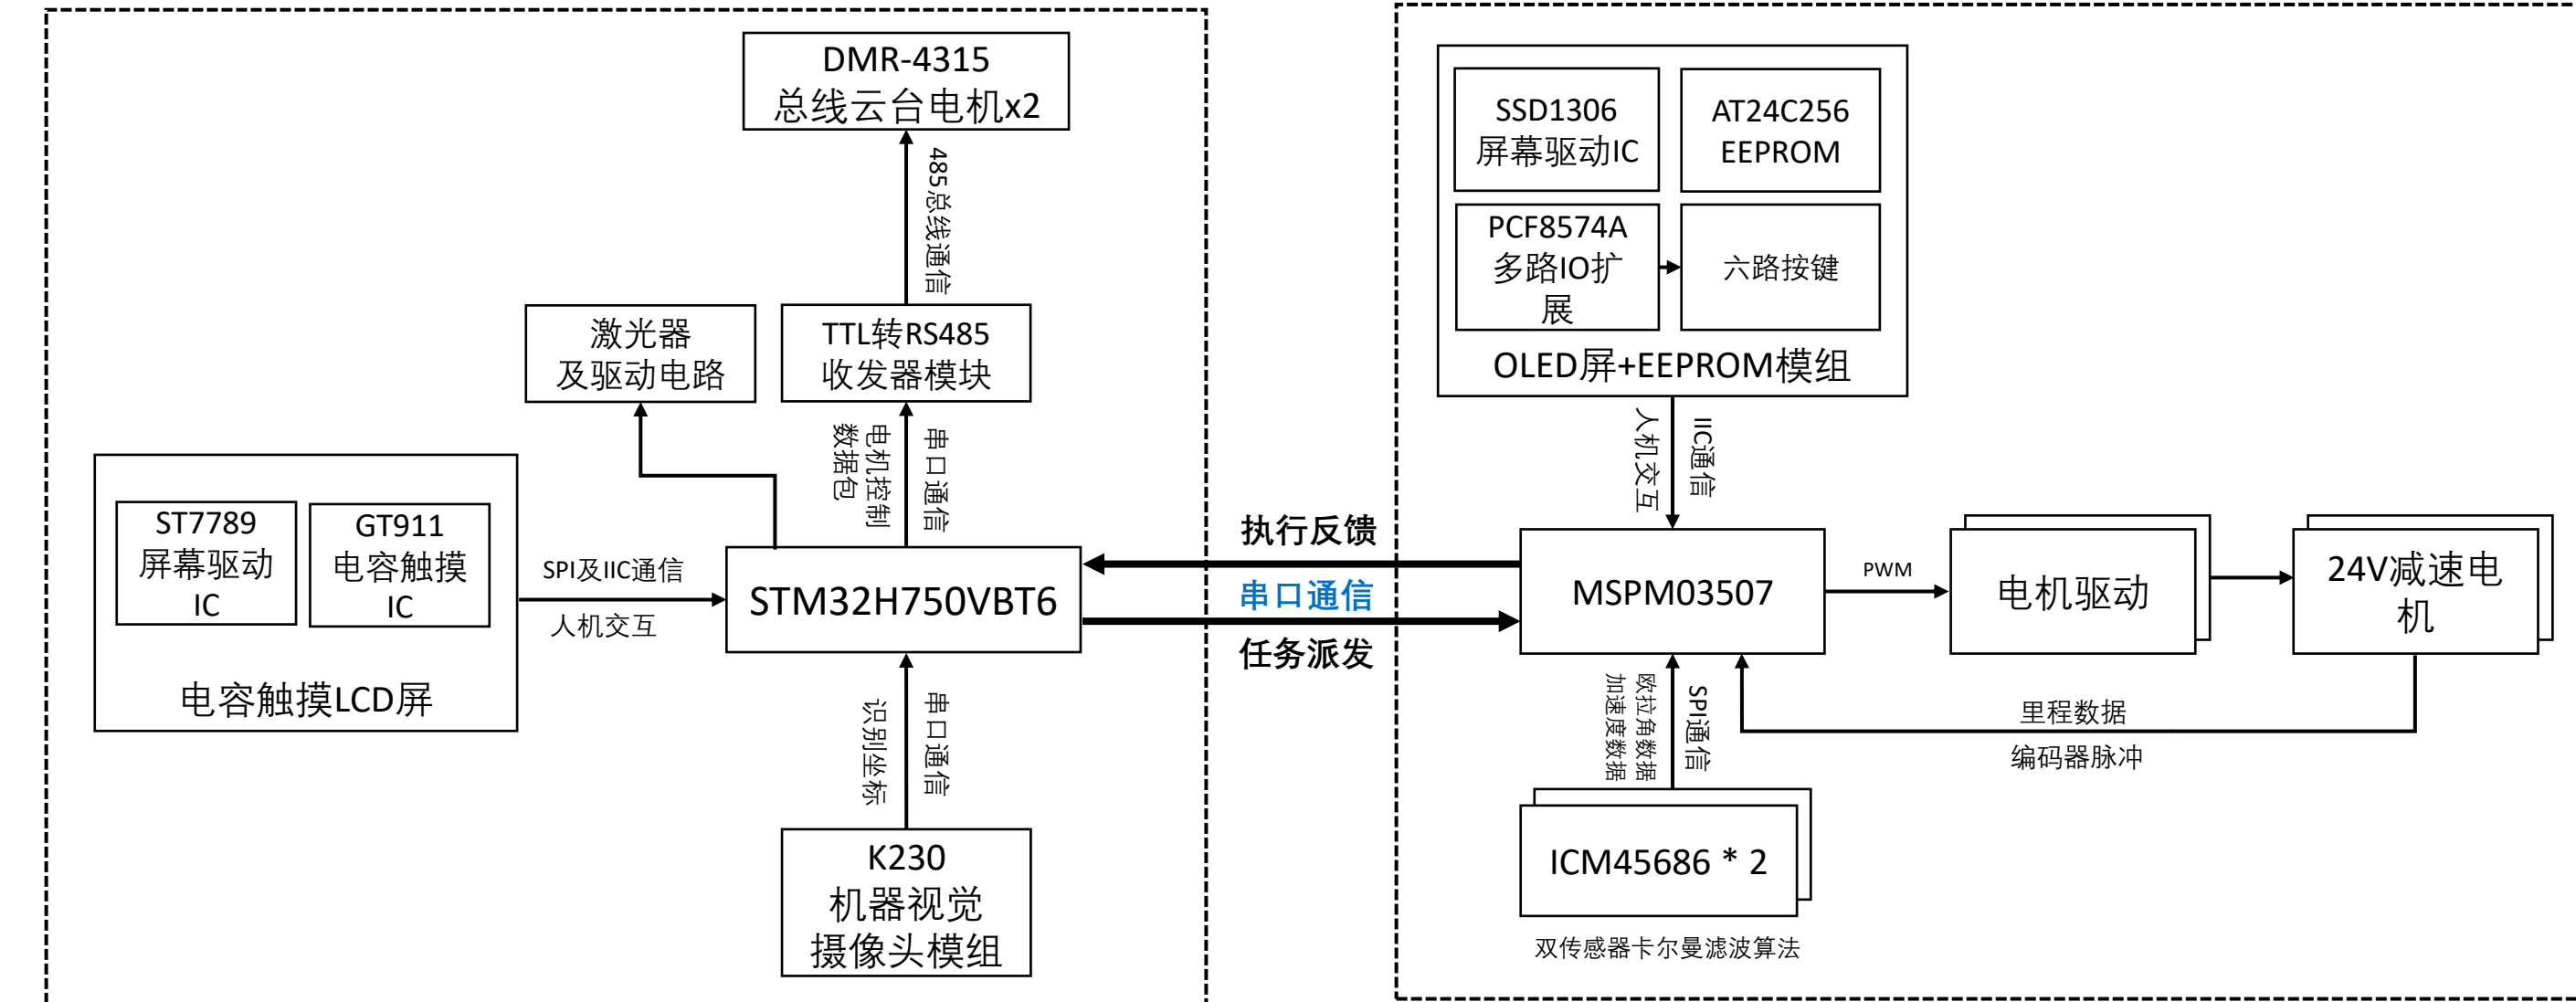 DMR-4315
总线云台电机x2
485总线通信
激光器
及驱动电路
TTL转RS485
收发器模块
电机控制
数据包
串口通信
ST7789
屏幕驱动
IC
GT911
电容触摸
IC
电容触摸LCD屏
SPI及IIC通信
人机交互
STM32H750VBT6
识别坐标
串口通信
K230
机器视觉
摄像头模组
执行反馈
串口通信
任务派发
SSD1306
屏幕驱动IC
AT24C256
EEPROM
PCF8574A
多路IO扩
展
六路按键
OLED屏+EEPROM模组
人机交互
IIC通信
MSPM03507
PWM
电机驱动
24V减速电
机
里程数据
编码器脉冲
欧拉角数据
加速度数据
SPI通信
ICM45686 * 2
双传感器卡尔曼滤波算法